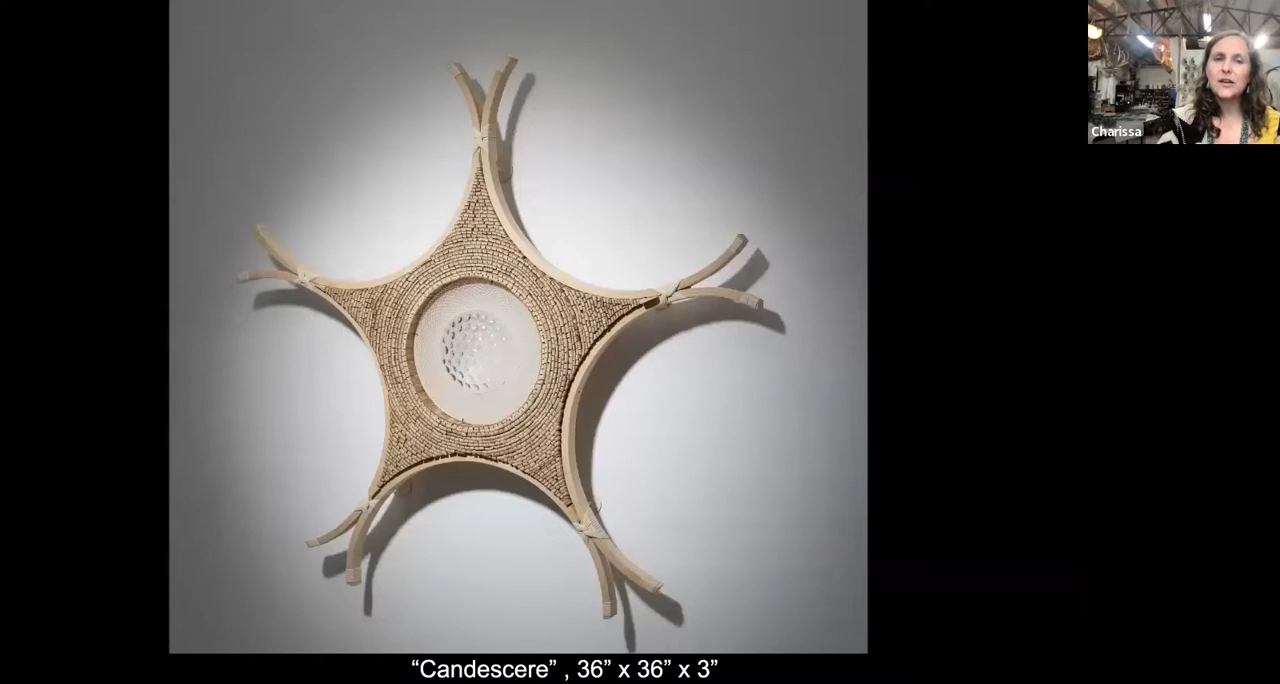 Charissa
“Candescere” , 36” x 36” x 3”